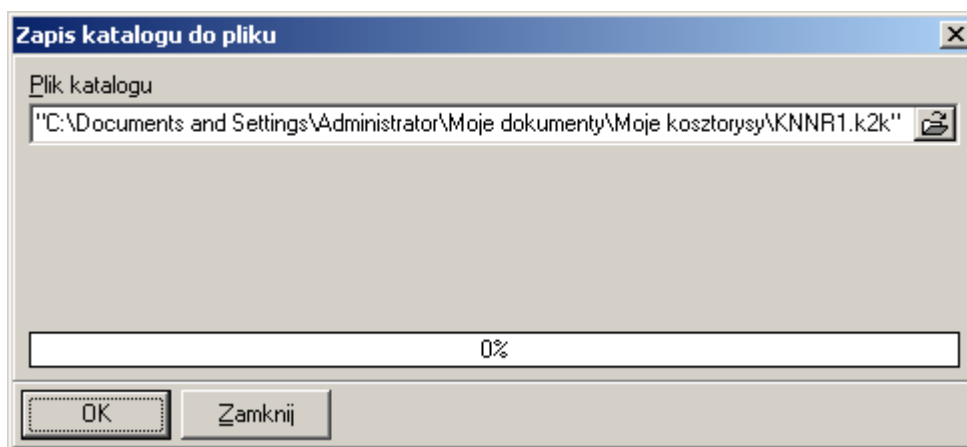 Zapis katalogu do pliku
Plik katalogu
"C:\Documents and Settings\Administrator\Moje dokumenty\Moje kosztorysy\KNNR1.k2k"
0%
OK Zamknij